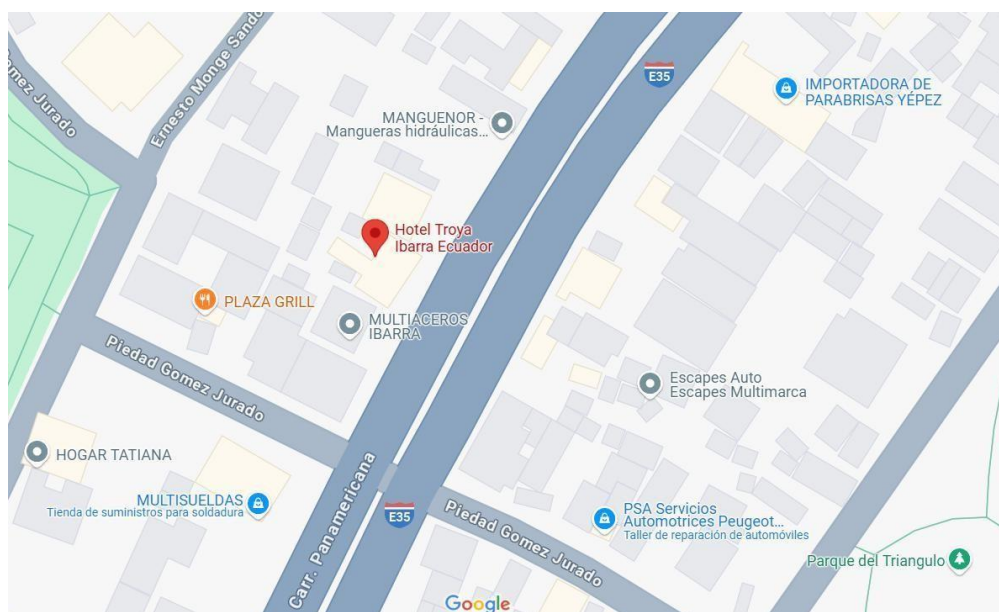 Gomez Jurado
Ernesto Monge Sando
E35
IMPORTADORA DE
PARABRISAS YÉPEZ
MANGUENOR -
Mangueras hidráulicas...
Hotel Troya
Ibarra Ecuador
PLAZA GRILL
MULTIACEROS
IBARRA
Piedad Gomez Jurado
Escapes Auto
Escapes Multimarca
HOGAR TATIANA
MULTISUELDAS
Tienda de suministros para soldadura
Carr. Panamericana
E35
PSA Servicios
Automotrices Peugeot...
Taller de reparación de automóviles
Piedad Gomez Jurado
Parque del Triangulo
Google